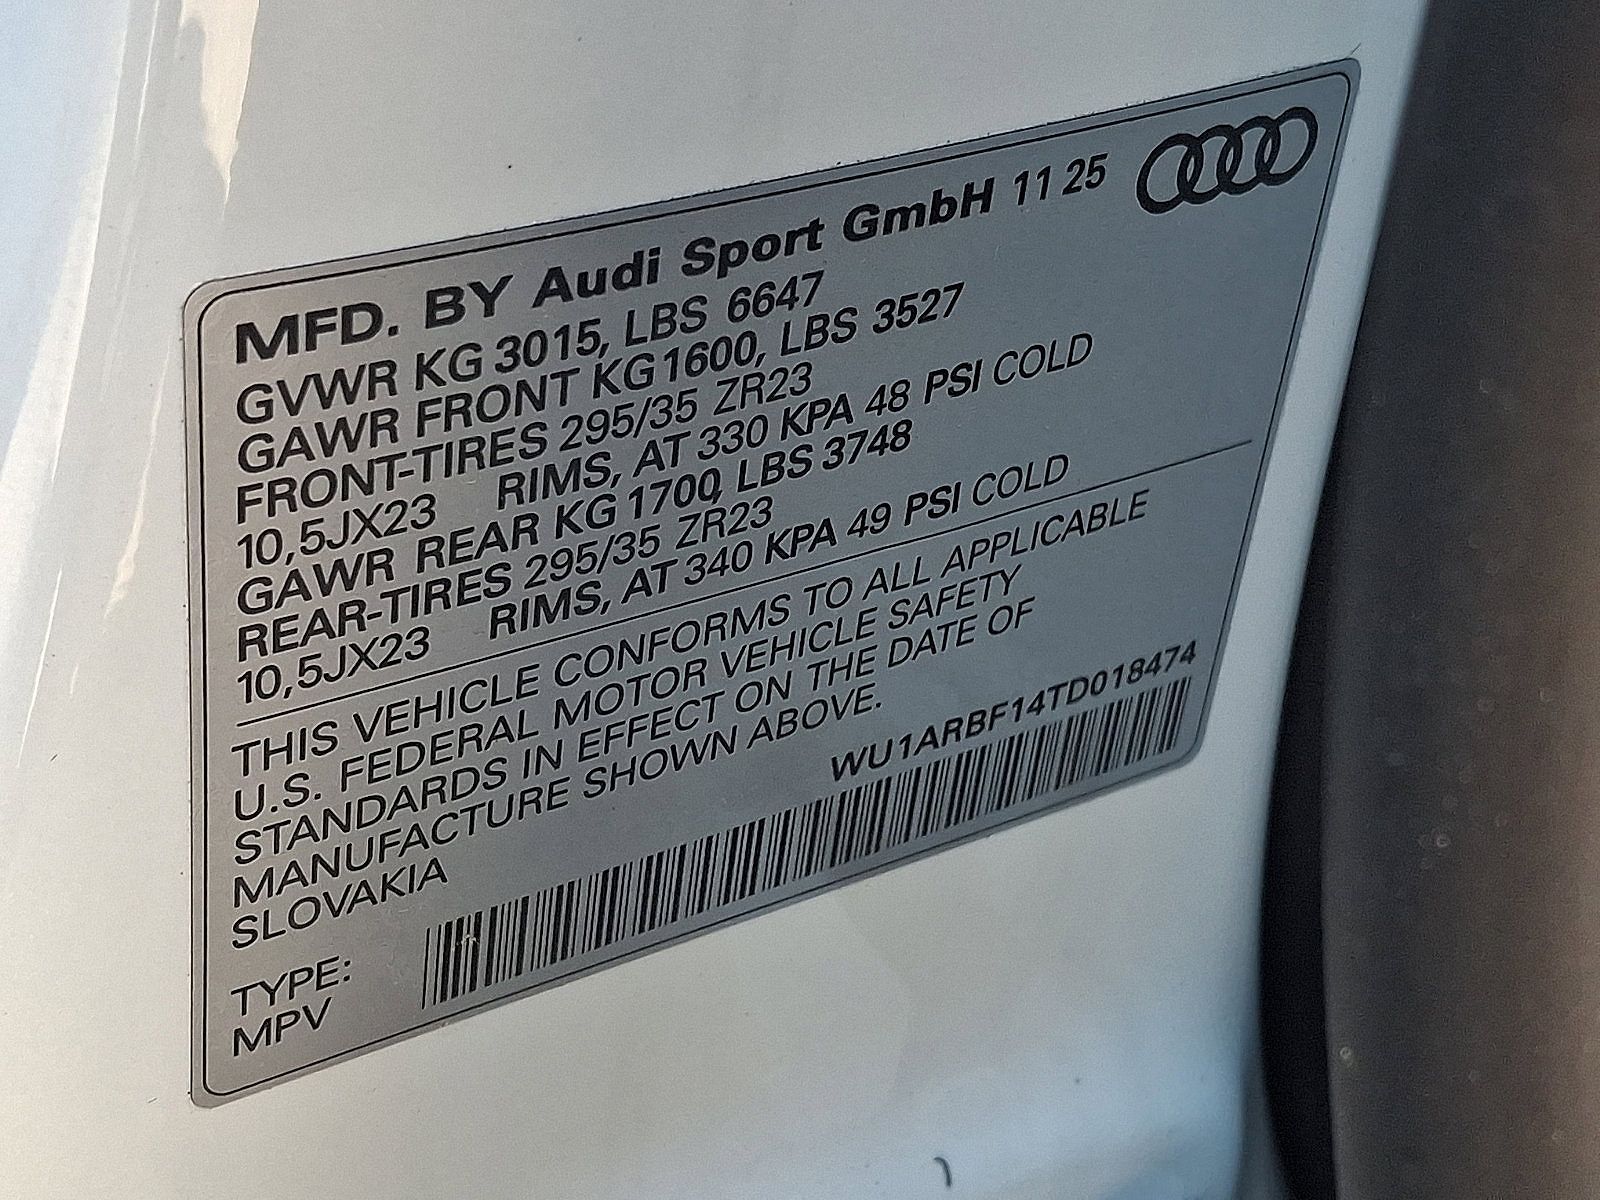 MFD. BY Audi Sport GmbH 11 25
GVWR KG 3015, LBS 6647
GAWR FRONT KG 1600, LBS 3527
FRONT-TIRES 295/35 ZR23
10,5JX23 RIMS, AT 330 KPA 48 PSI COLD
GAWR REAR KG 1700, LBS 3748
REAR-TIRES 295/35 ZR23
10,5JX23 RIMS, AT 340 KPA 49 PSI COLD
THIS VEHICLE CONFORMS TO ALL APPLICABLE
U.S. FEDERAL MOTOR VEHICLE SAFETY
STANDARDS IN EFFECT ON THE DATE OF
MANUFACTURE SHOWN ABOVE.
SLOVAKIA
WU1ARBF14TD018474
TYPE:
MPV